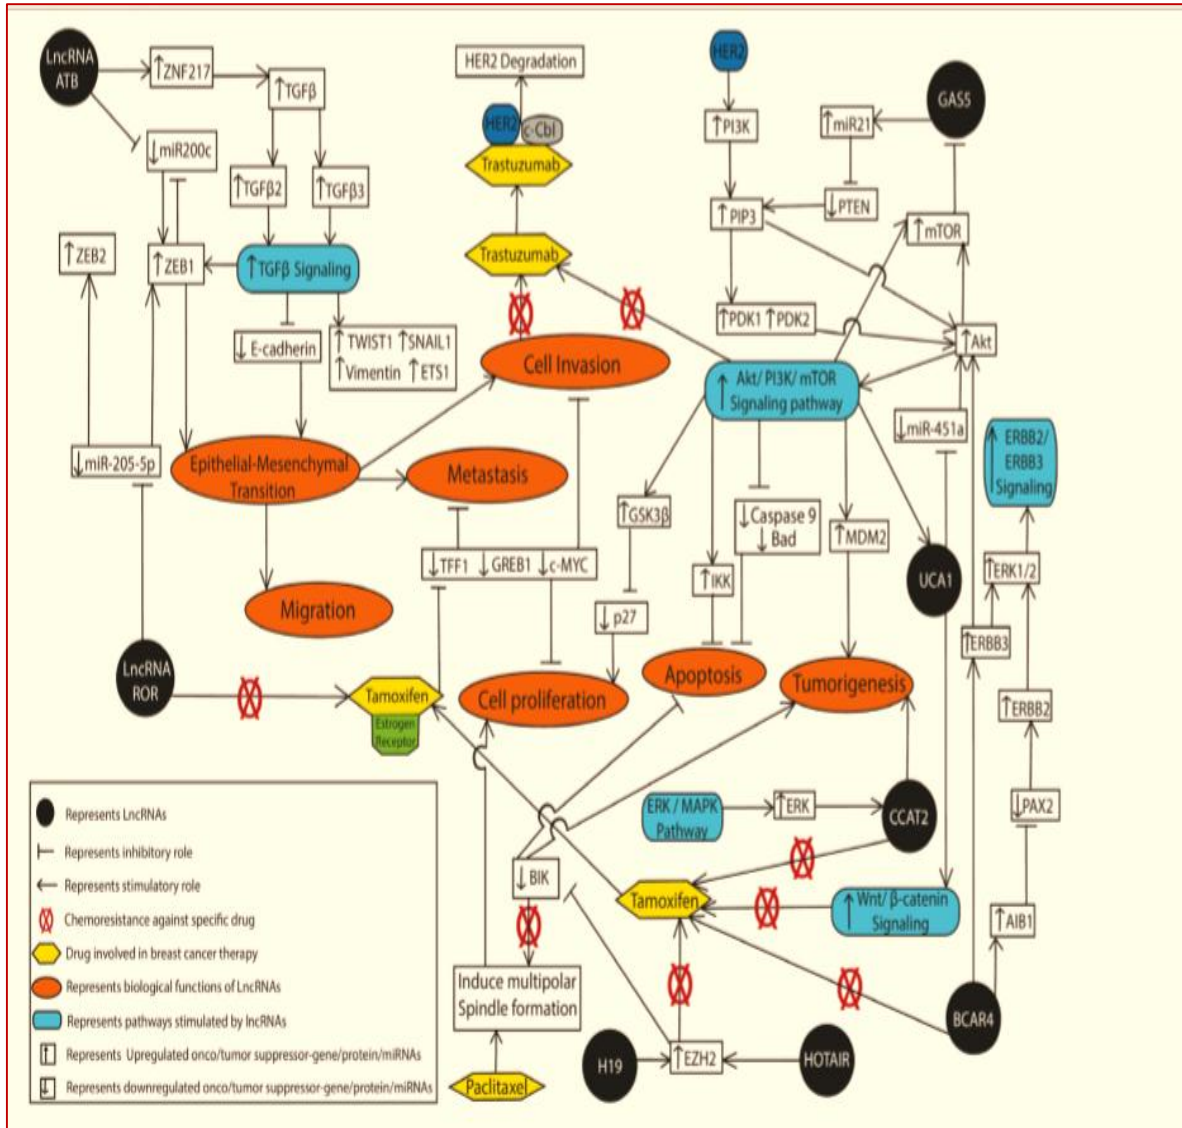 LncRNA
ATB
↑ZNF217
↑TGFβ
↓miR200c
↑TGFβ2
↑TGFβ3
↑ZEB2
↑ZEB1
↑TGFβ Signaling
↓E-cadherin
↑TWIST1 ↑SNAIL1
↑Vimentin ↑ETS1
↓miR-205-5p
Epithelial-Mesenchymal
Transition
Migration
LncRNA
ROR
HER2 Degradation
HER2
c-Cbl
Trastuzumab
Trastuzumab
Cell Invasion
Metastasis
↓TFF1 ↓GREB1 ↓c-MYC
Tamoxifen
Estrogen
Receptor
Cell proliferation
HER2
↑PI3K
↑PIP3
↑PDK1 ↑PDK2
↑miR21
↓PTEN
GAS5
↑mTOR
↑Akt
↑Akt/ PI3K/ mTOR
Signaling pathway
↓miR-451a
↑ERBB2/
ERBB3
Signaling
↑GSK3β
↓Caspase 9
↓Bad
↑MDM2
↑IKK
↓p27
UCA1
↑ERK1/2
↑ERBB3
↑ERBB2
↓PAX2
↑AIB1
Apoptosis
Tumorigenesis
ERK / MAPK
Pathway
↑ERK
CCAT2
↓BIK
Tamoxifen
↑Wnt/ β-catenin
Signaling
Induce multipolar
Spindle formation
Paclitaxel
H19
↑EZH2
HOTAIR
BCAR4
Represents LncRNAs
Represents inhibitory role
Represents stimulatory role
Chemoresistance against specific drug
Drug involved in breast cancer therapy
Represents biological functions of LncRNAs
Represents pathways stimulated by lncRNAs
Represents Upregulated onco/tumor suppressor-gene/protein/miRNAs
Represents downregulated onco/tumor suppressor-gene/protein/miRNAs